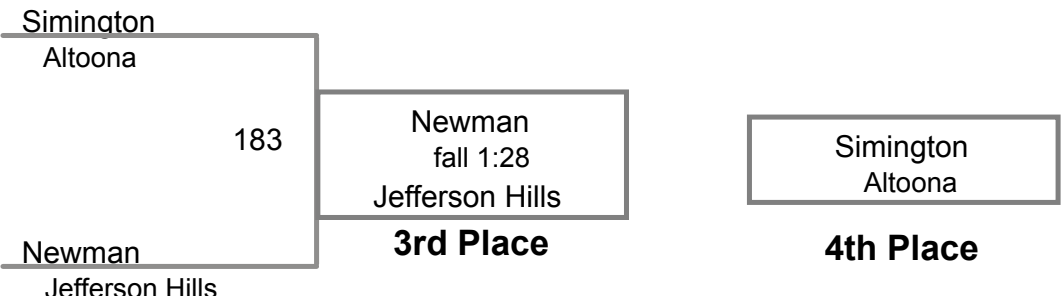 Simington
Altoona
183
Newman
fall 1:28
Jefferson Hills
3rd Place
Simington
Altoona
4th Place
Newman
Jefferson Hills